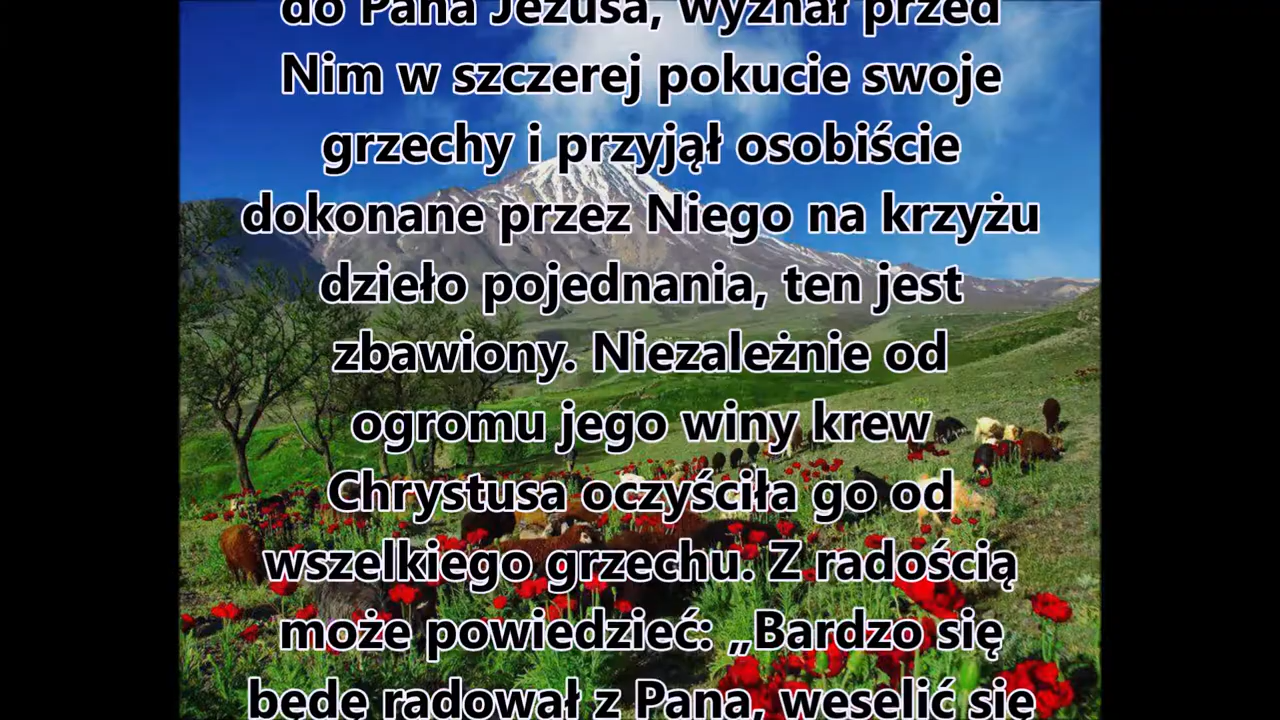 do Pana Jezusa, wyznał przed
Nim w szczerej pokucie swoje
grzechy i przyjął osobiście
dokonane przez Niego na krzyżu
dzieło pojednania, ten jest
zbawiony. Niezależnie od
ogromu jego winy krew
Chrystusa oczyściła go od
wszelkiego grzechu. Z radością
może powiedzieć: „Bardzo się
będę radował z Pana, weselić się